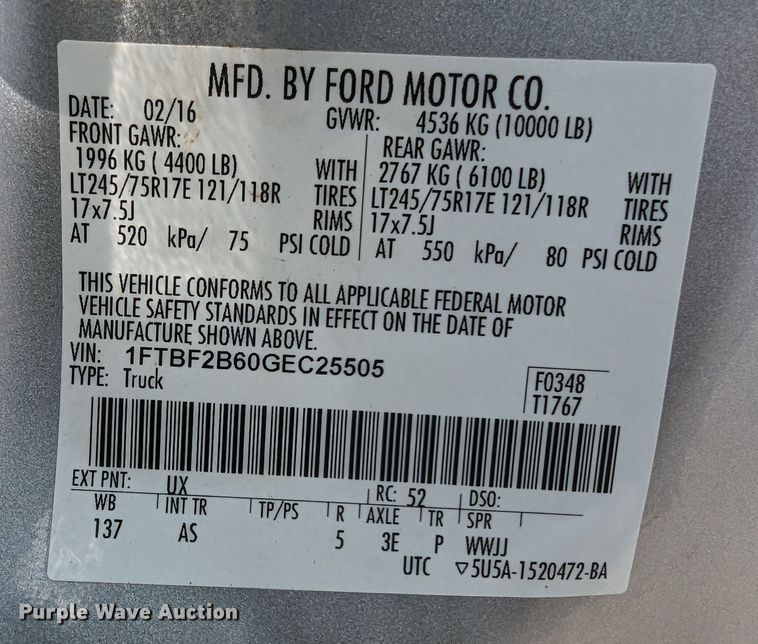 MFD. BY FORD MOTOR CO.
DATE: 02/16 GVWR: 4536 KG (10000 LB)
FRONT GAWR: REAR GAWR:
1996 KG ( 4400 LB) WITH 2767 KG ( 6100 LB) WITH
LT245/75R17E 121/118R TIRES LT245/75R17E 121/118R TIRES
17x7.5J RIMS 17x7.5J RIMS
AT 520 kPa/ 75 PSI COLD AT 550 kPa/ 80 PSI COLD
THIS VEHICLE CONFORMS TO ALL APPLICABLE FEDERAL MOTOR
VEHICLE SAFETY STANDARDS IN EFFECT ON THE DATE OF
MANUFACTURE SHOWN ABOVE.
VIN: 1FTBF2B60GEC25505
TYPE: Truck F0348
T1767
EXT PNT: UX RC: 52 DSO:
WB INT TR TP/PS R AXLE TR SPR
137 AS 5 3E P WWJJ
UTC ▽5U5A-1520472-BA
Purple Wave Auction